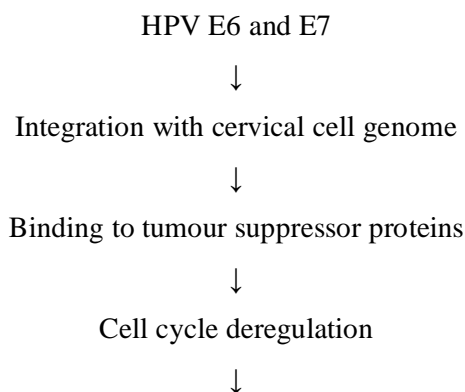 HPV E6 and E7
↓
Integration with cervical cell genome
↓
Binding to tumour suppressor proteins
↓
Cell cycle deregulation
↓